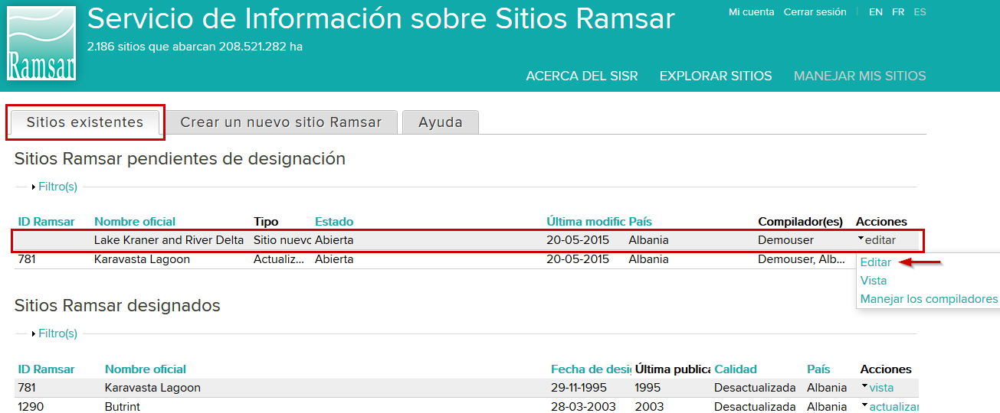 Ramsar
Servicio de Información sobre Sitios Ramsar
2.186 sitios que abarcan 208.521.282 ha
Mi cuenta Cerrar sesión EN FR ES
ACERCA DEL SISR EXPLORAR SITIOS MANEJAR MIS SITIOS
Sitios existentes Crear un nuevo sitio Ramsar Ayuda
Sitios Ramsar pendientes de designación
Filtro(s)
ID Ramsar Nombre oficial Tipo Estado Última modific País Compilador(es) Acciones
Lake Kraner and River Delta Sitio nuevo Abierta 20-05-2015 Albania Demouser editar
781 Karavasta Lagoon Actualiz... Abierta 20-05-2015 Albania Demouser, Alb...
Editar
Vista
Manejar los compiladores
Sitios Ramsar designados
Filtro(s)
ID Ramsar Nombre oficial Fecha de desig Última publica Calidad País Acciones
781 Karavasta Lagoon 29-11-1995 1995 Desactualizada Albania vista
1290 Butrint 28-03-2003 2003 Desactualizada Albania actualizar